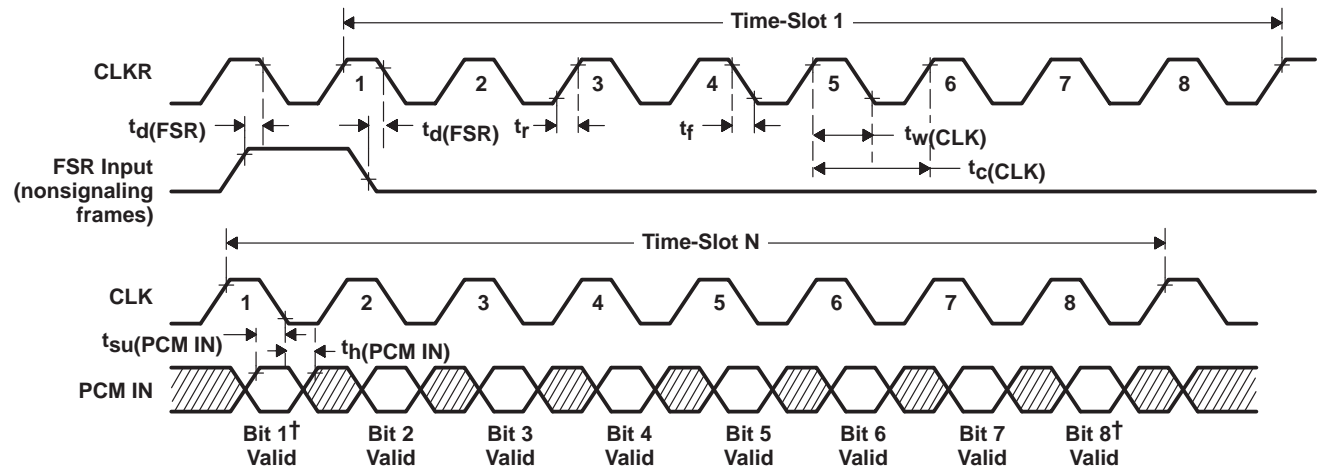 Time-Slot 1
CLKR
1 2 3 4 5 6 7 8
td(FSR) td(FSR) tr tf tw(CLK)
tc(CLK)
FSR Input
(nonsignaling
frames)
Time-Slot N
CLK
1 2 3 4 5 6 7 8
tsu(PCM IN) th(PCM IN)
PCM IN
Bit 1† Bit 2 Bit 3 Bit 4 Bit 5 Bit 6 Bit 7 Bit 8†
Valid Valid Valid Valid Valid Valid Valid Valid